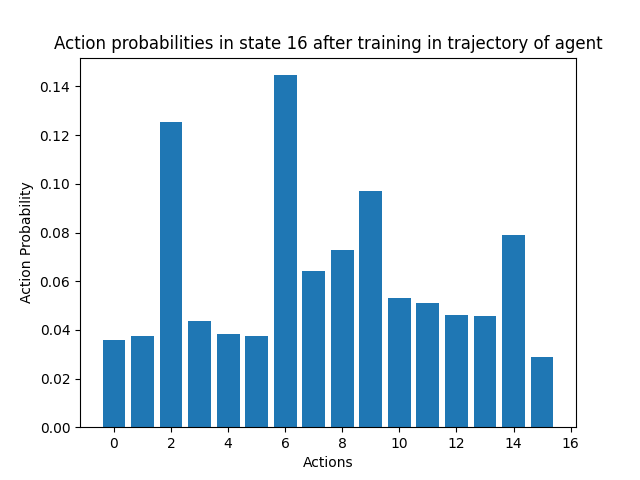 Action probabilities in state 16 after training in trajectory of agent
0.14
0.12
0.10
0.08
0.06
0.04
0.02
0.00
Action Probability
0 2 4 6 8 10 12 14 16
Actions